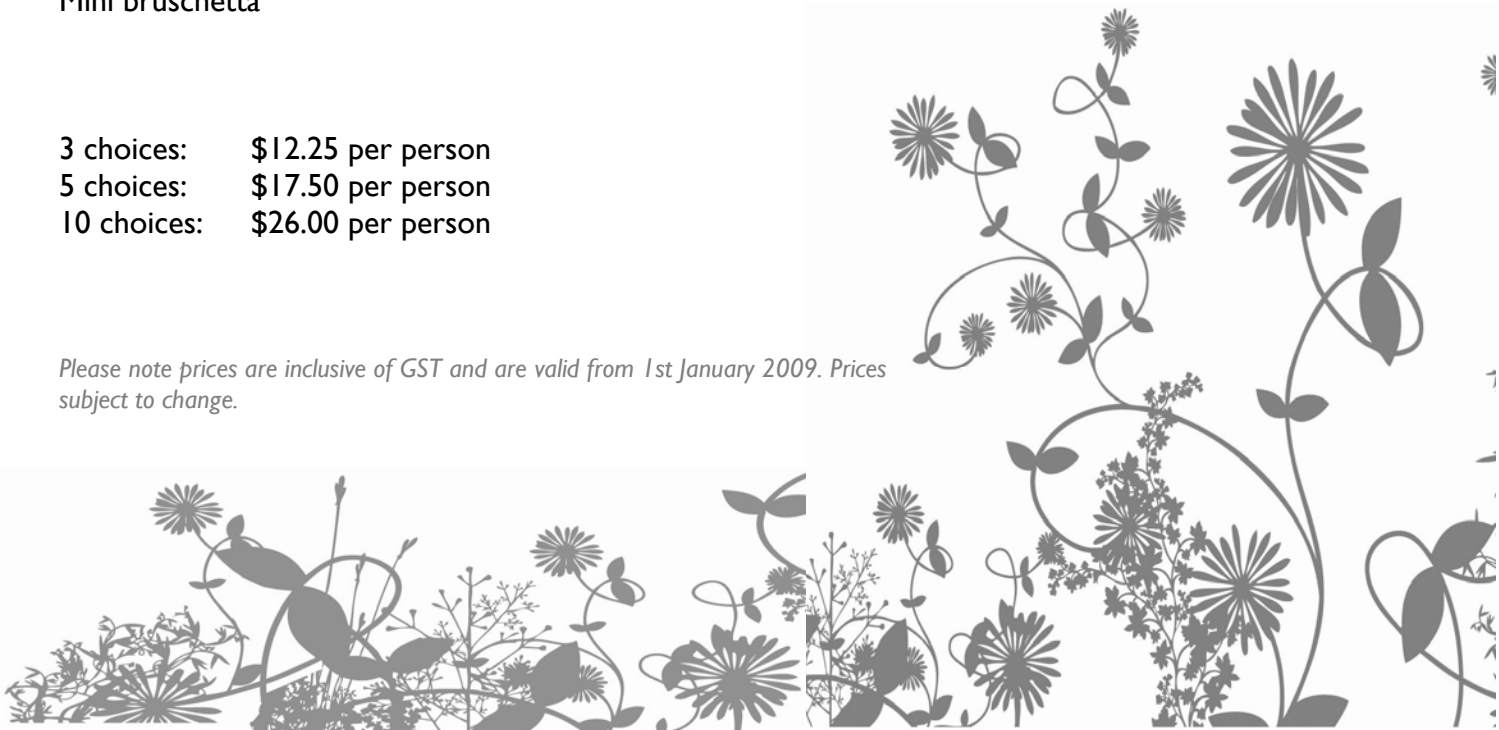 Mini bruschetta
3 choices: $12.25 per person
5 choices: $17.50 per person
10 choices: $26.00 per person
Please note prices are inclusive of GST and are valid from 1st January 2009. Prices
subject to change.